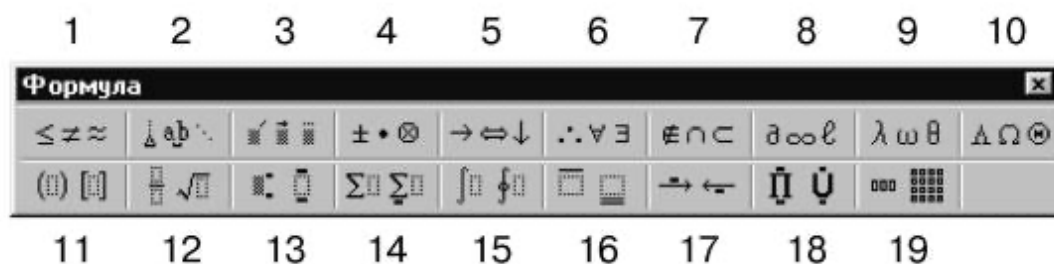 1 2 3 4 5 6 7 8 9 10
Формула
≤ ≠ ≈ a,b ⋱ ± • ⊗ → ⇔ ↓ ∴ ∀ ∃ ∉ ∩ ⊂ ∂ ∞ ℓ λ ω θ Λ Ω Θ
( ) [ ] √ Σ Σ ∫ ∮ → ← Π Ụ
11 12 13 14 15 16 17 18 19